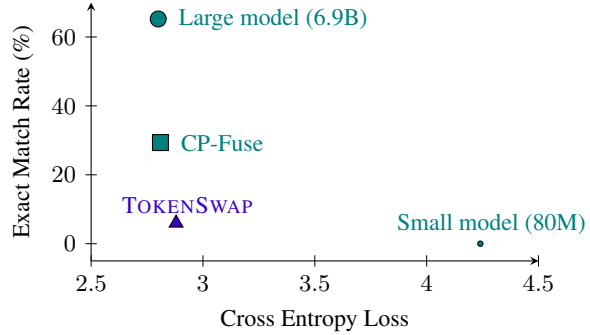 Large model (6.9B)
60
Exact Match Rate (%)
40
CP-Fuse
20
TOKENSWAP
Small model (80M)
0
2.5 3 3.5 4 4.5
Cross Entropy Loss